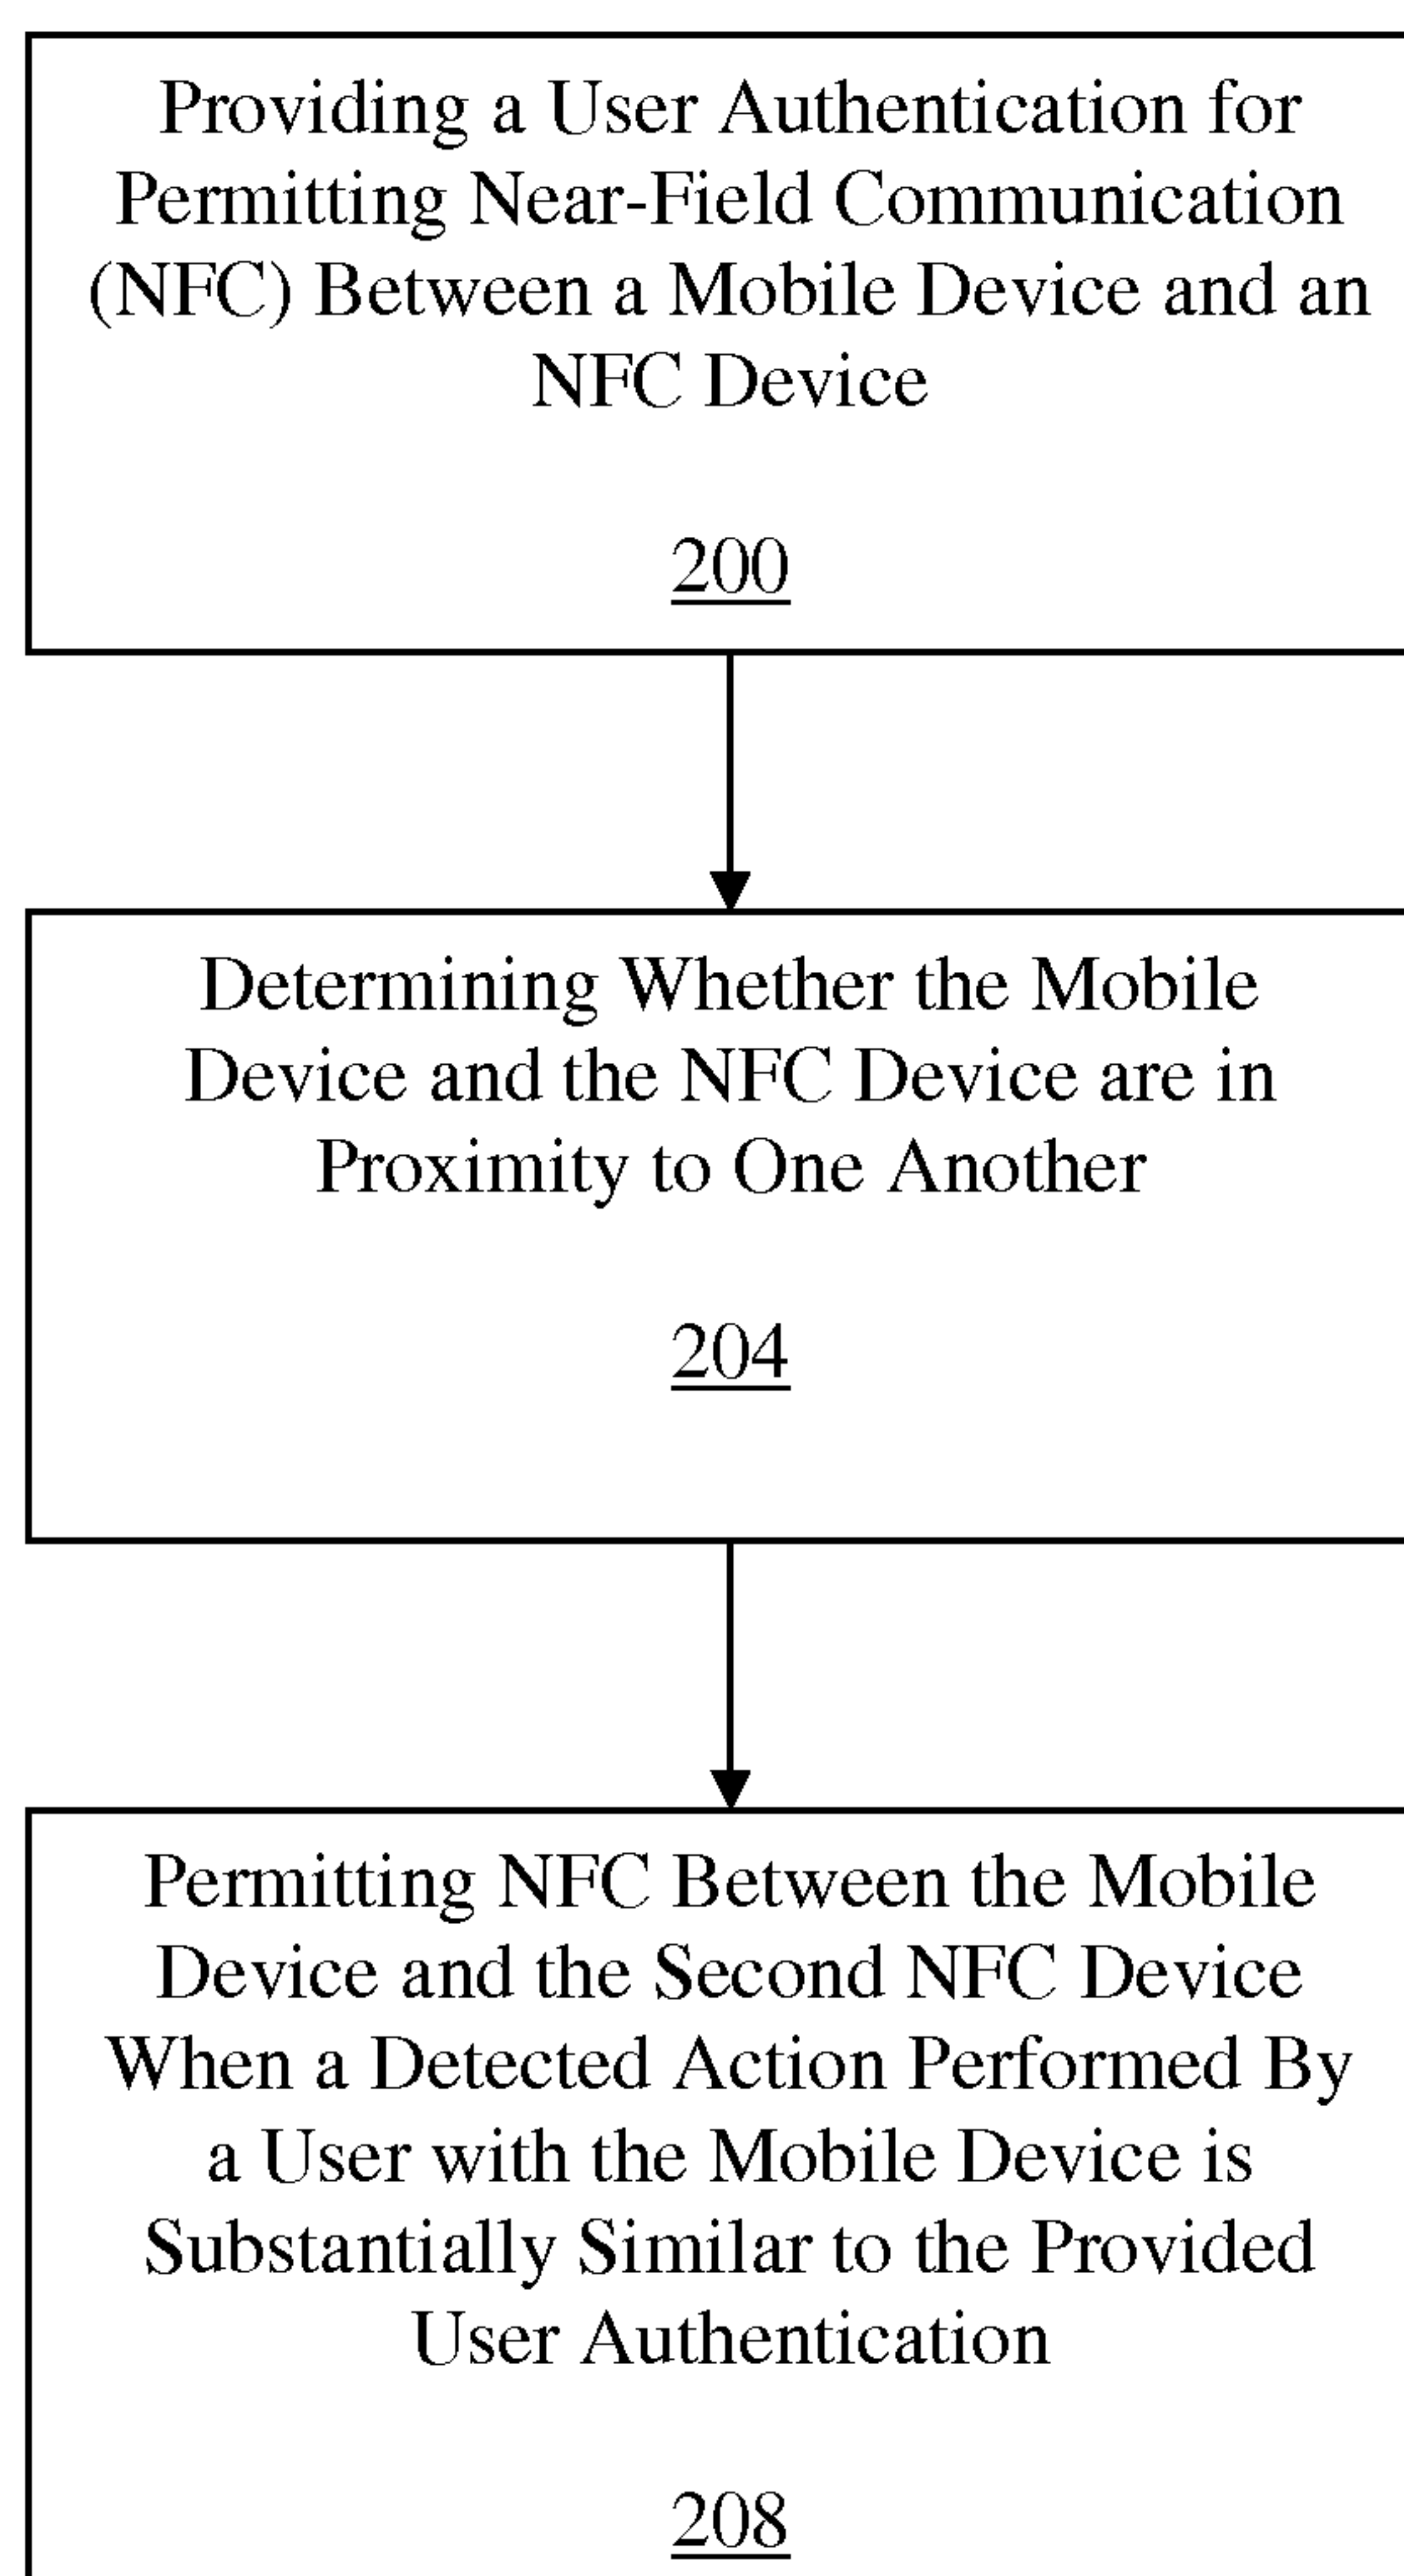 Providing a User Authentication for
Permitting Near-Field Communication
(NFC) Between a Mobile Device and an
NFC Device
200
Determining Whether the Mobile
Device and the NFC Device are in
Proximity to One Another
204
Permitting NFC Between the Mobile
Device and the Second NFC Device
When a Detected Action Performed By
a User with the Mobile Device is
Substantially Similar to the Provided
User Authentication
208